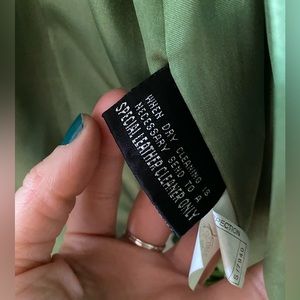 WHEN DRY CLEANING IS
NECESSARY SEND TO A
SPECIAL LEATHER CLEANER ONLY